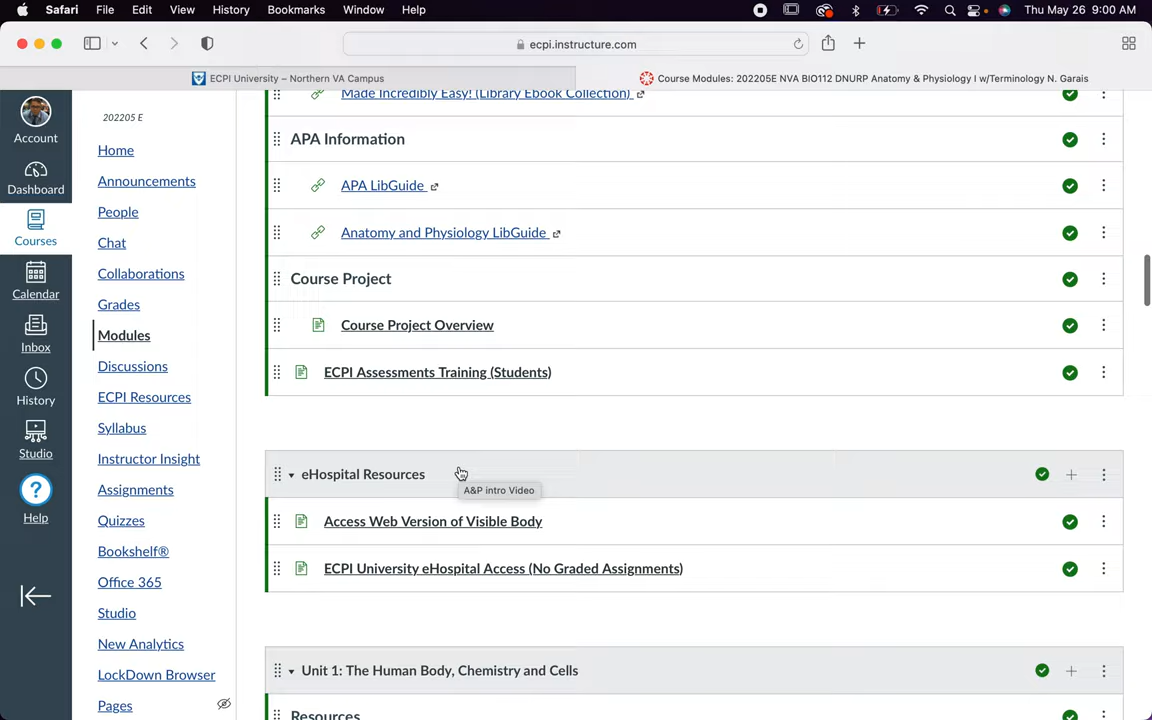 Safari File Edit View History Bookmarks Window Help Thu May 26 9:00 AM
ecpi.instructure.com
ECPI University – Northern VA Campus
Course Modules: 202205E NVA BIO112 DNURP Anatomy & Physiology I w/Terminology N. Garais
Account
Dashboard
Courses
Calendar
Inbox
History
Studio
?
Help
202205 E
Home
Announcements
People
Chat
Collaborations
Grades
Modules
Discussions
ECPI Resources
Syllabus
Instructor Insight
Assignments
Quizzes
Bookshelf®
Office 365
Studio
New Analytics
LockDown Browser
Pages
Made Incredibly Easy! (Library Ebook Collection)
APA Information
APA LibGuide
Anatomy and Physiology LibGuide
Course Project
Course Project Overview
ECPI Assessments Training (Students)
eHospital Resources
A&P intro Video
Access Web Version of Visible Body
ECPI University eHospital Access (No Graded Assignments)
Unit 1: The Human Body, Chemistry and Cells
Resources